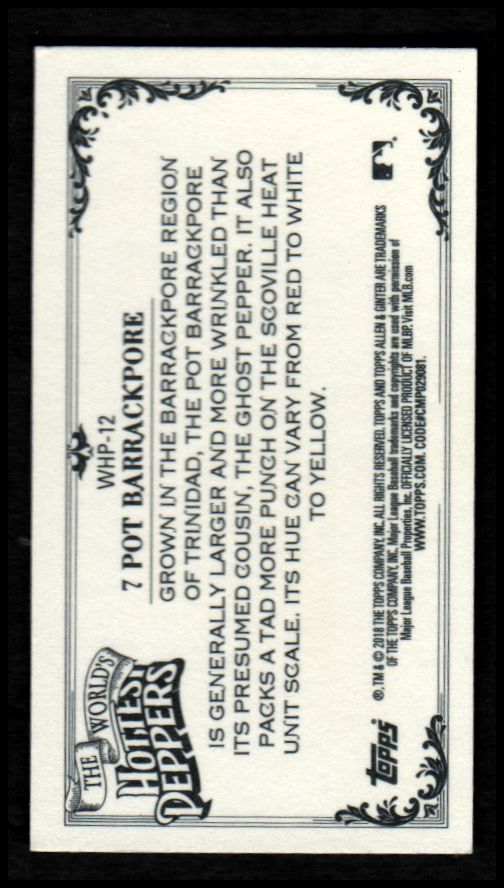 THE WORLD'S
HOTTEST
PEPPERS
WHP-12
7 POT BARRACKPORE
GROWN IN THE BARRACKPORE REGION
OF TRINIDAD, THE POT BARRACKPORE
IS GENERALLY LARGER AND MORE WRINKLED THAN
ITS PRESUMED COUSIN, THE GHOST PEPPER. IT ALSO
PACKS A TAD MORE PUNCH ON THE SCOVILLE HEAT
UNIT SCALE. ITS HUE CAN VARY FROM RED TO WHITE
TO YELLOW.
topps
®, TM & © 2018 THE TOPPS COMPANY, INC. ALL RIGHTS RESERVED. TOPPS AND TOPPS ALLEN & GINTER ARE TRADEMARKS
OF THE TOPPS COMPANY, INC. Major League Baseball trademarks and copyrights are used with permission of
Major League Baseball Properties, Inc. OFFICIALLY LICENSED PRODUCT OF MLBP. Visit MLB.com
WWW.TOPPS.COM. CODE#CMP029081.